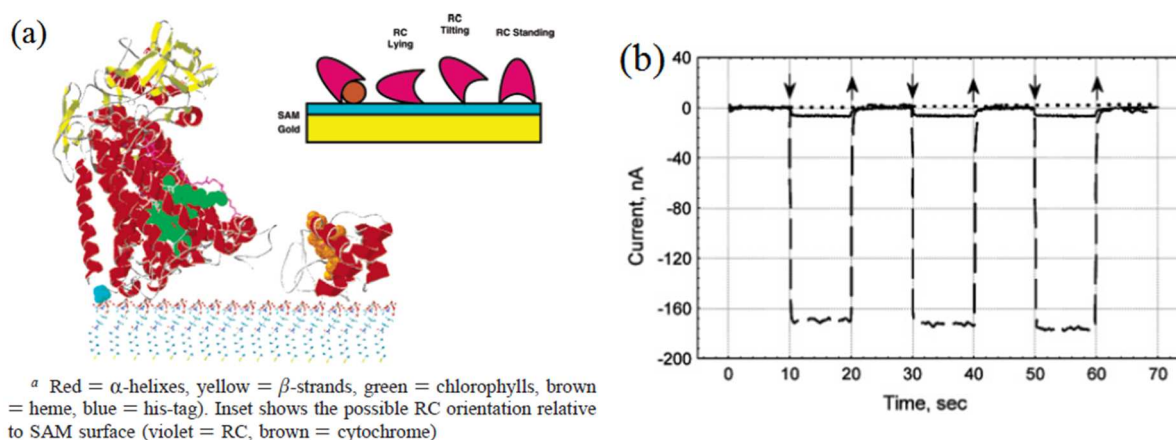 (a)
RC
Lying
RC
Tilting
RC Standing
SAM
Gold
a Red = α-helixes, yellow = β-strands, green = chlorophylls, brown
= heme, blue = his-tag). Inset shows the possible RC orientation relative
to SAM surface (violet = RC, brown = cytochrome)
(b)
Current, nA
40
0
-40
-80
-120
-160
-200
0 10 20 30 40 50 60 70
Time, sec